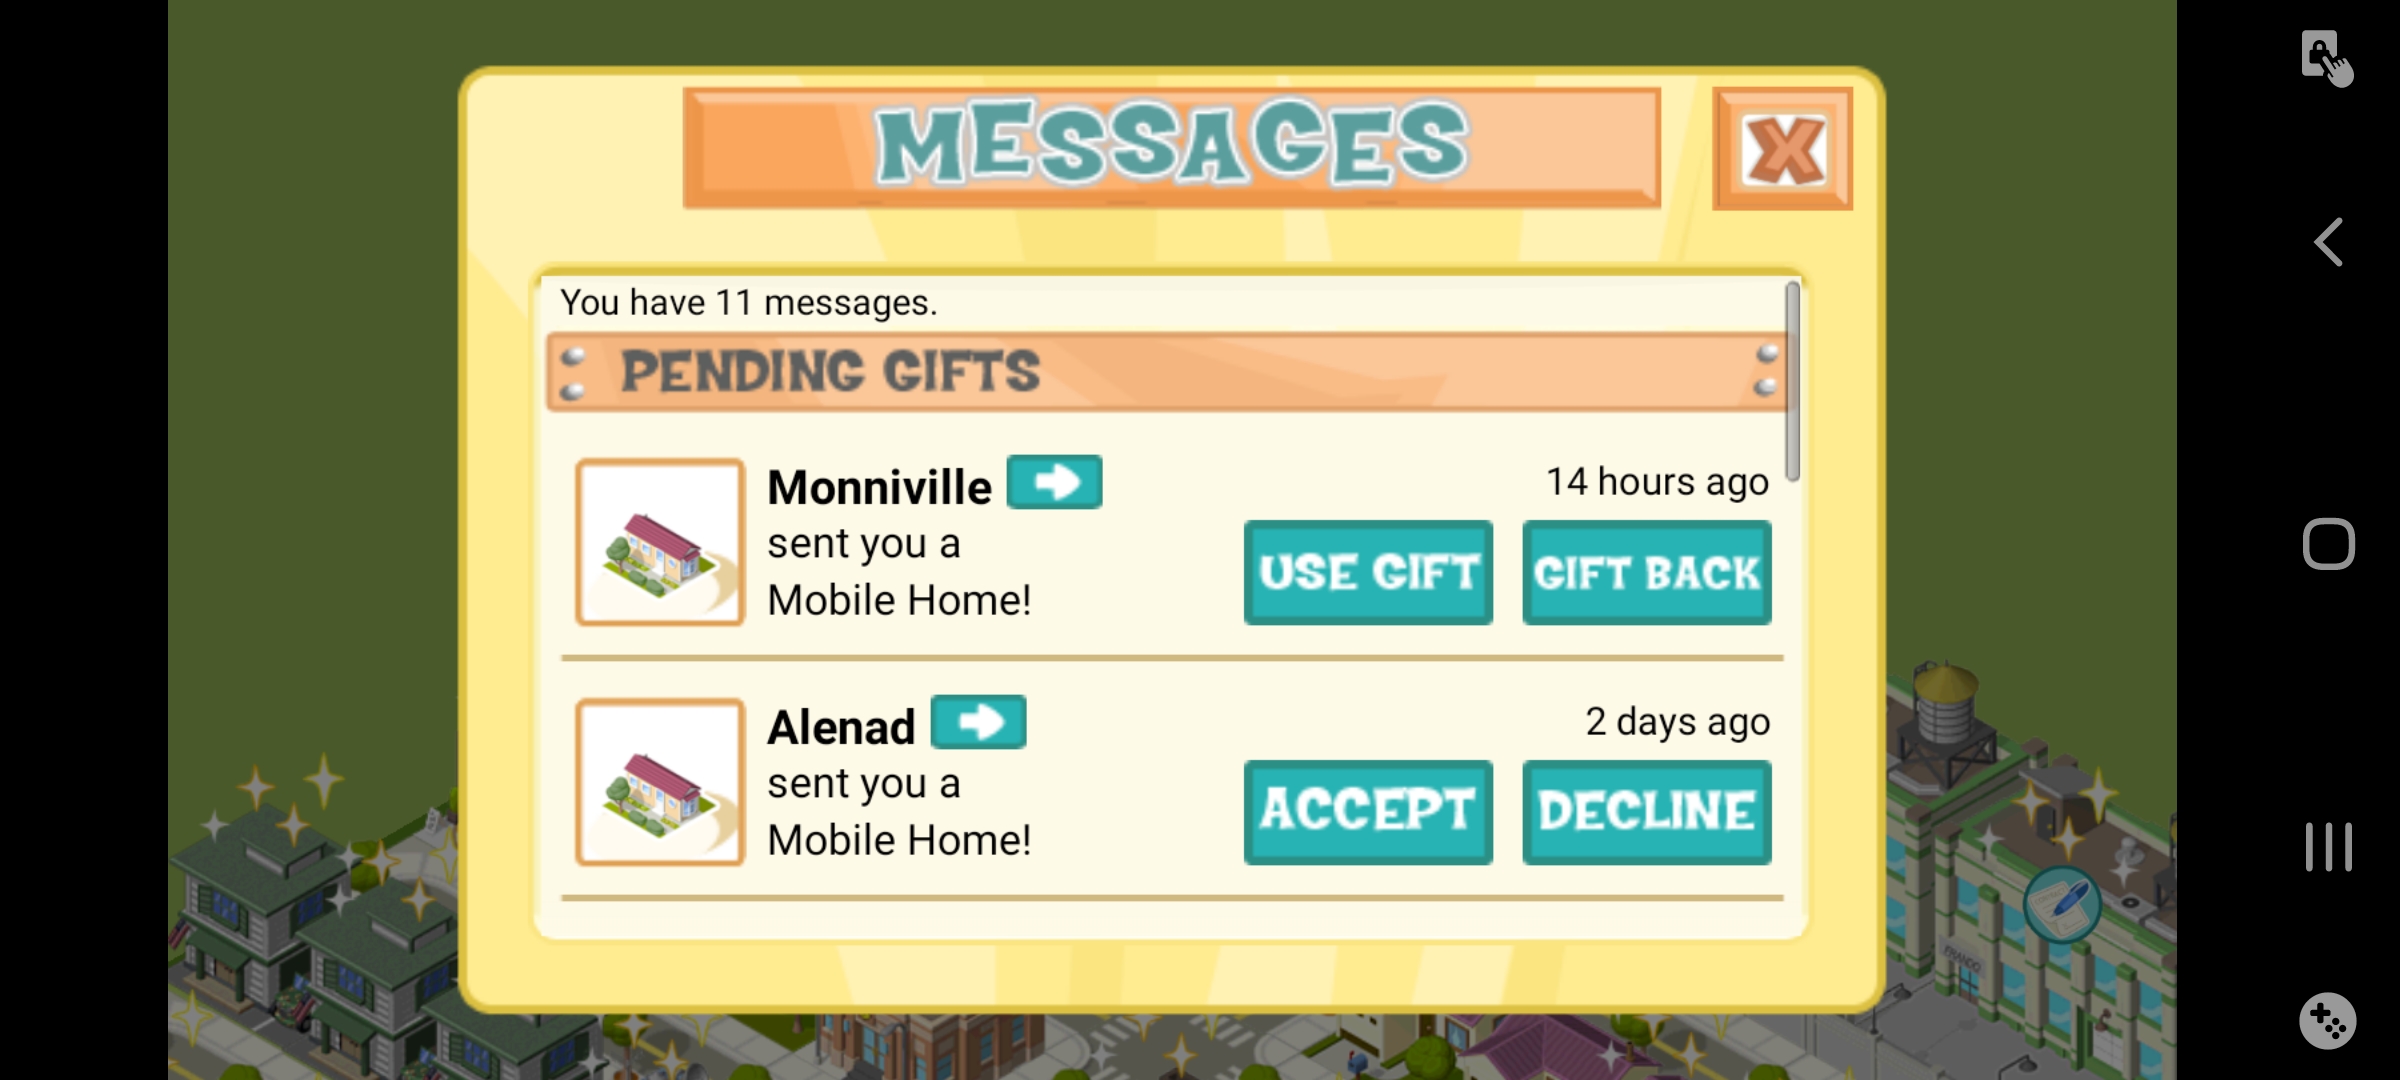 MESSAGES
X
You have 11 messages.
PENDING GIFTS
Monniville
14 hours ago
sent you a
Mobile Home!
USE GIFT
GIFT BACK
Alenad
2 days ago
sent you a
Mobile Home!
ACCEPT
DECLINE